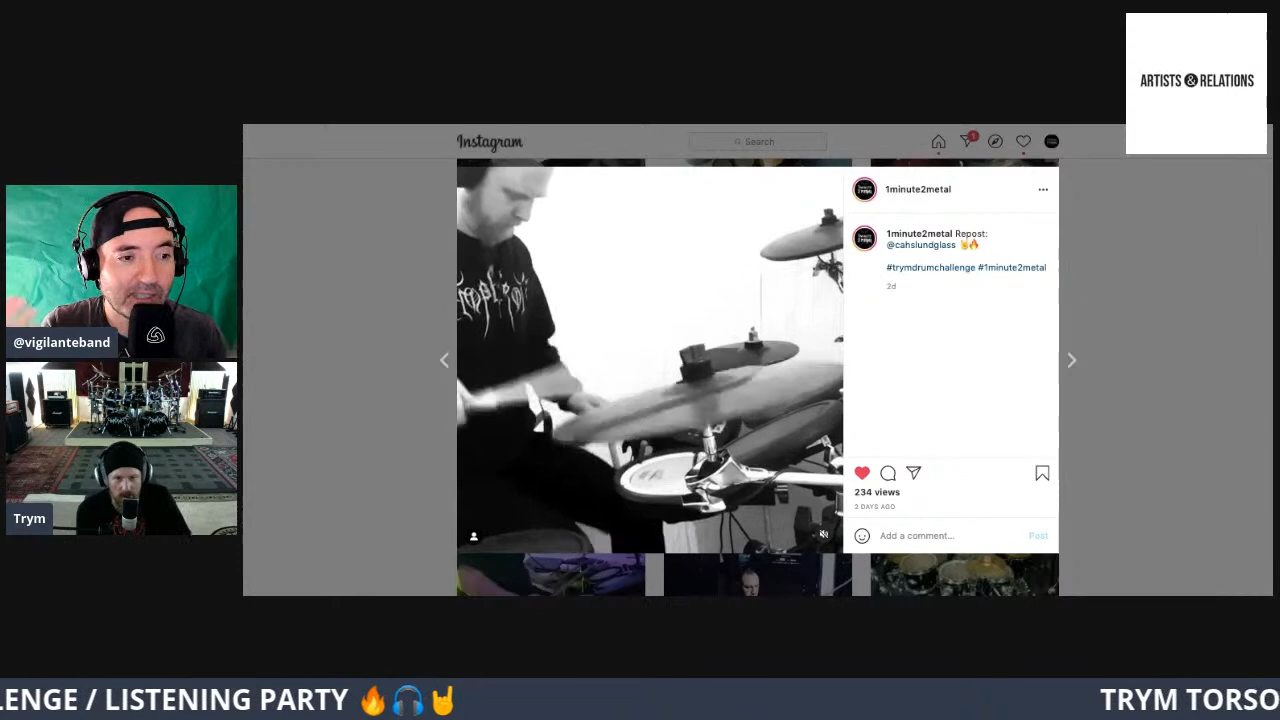 ARTISTS & RELATIONS
Instagram
Search
1
1minute2metal
1minute2metal Repost:
@cahslundglass 🤘🔥
#trymdrumchallenge #1minute2metal
2d
@vigilanteband
Trym
234 views
2 DAYS AGO
Add a comment...
Post
LENGE / LISTENING PARTY 🔥🎧🤘
TRYM TORSO